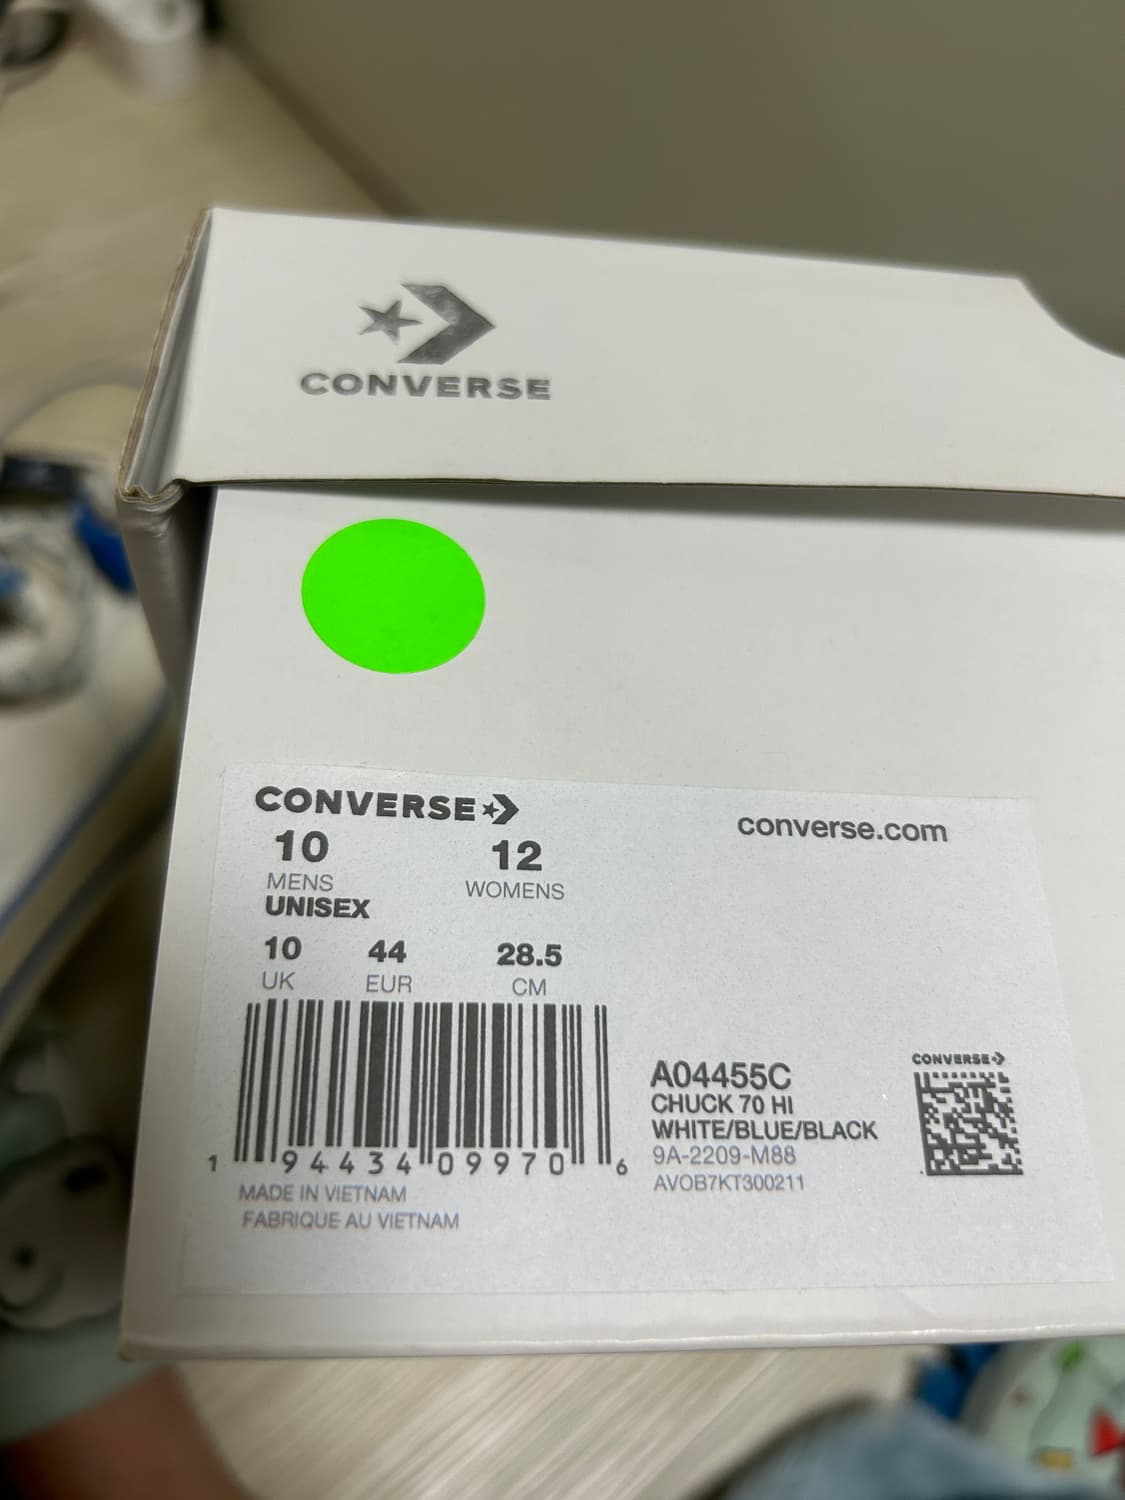 CONVERSE
CONVERSE
converse.com
10 12
MENS WOMENS
UNISEX
10 44 28.5
UK EUR CM
1 94434 09970 6
MADE IN VIETNAM
FABRIQUE AU VIETNAM
A04455C
CHUCK 70 HI
WHITE/BLUE/BLACK
9A-2209-M88
AVOB7KT300211
CONVERSE